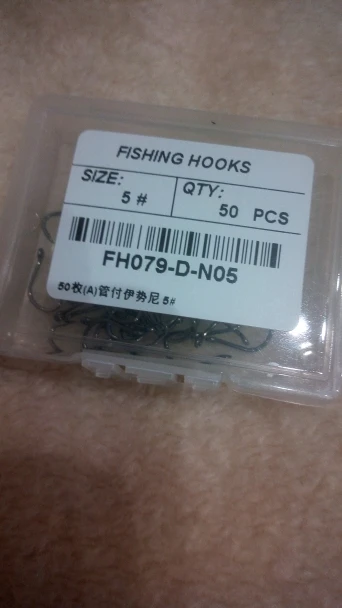 FISHING HOOKS
SIZE:
5 #
QTY:
50 PCS
FH079-D-N05
50枚(A)管付伊势尼 5#